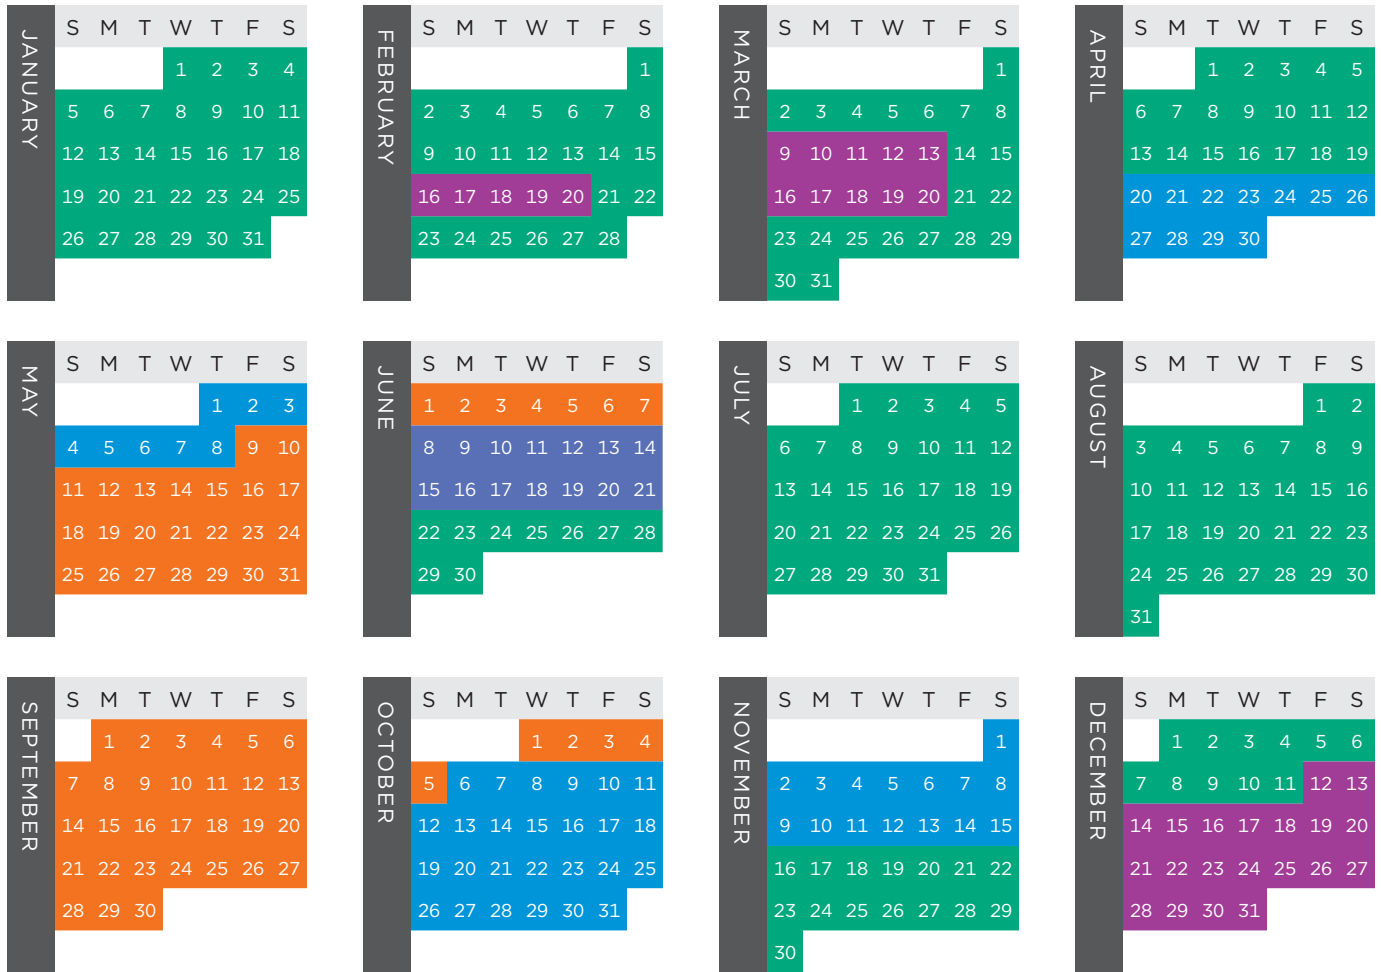 JANUARY
S M T W T F S
1 2 3 4
5 6 7 8 9 10 11
12 13 14 15 16 17 18
19 20 21 22 23 24 25
26 27 28 29 30 31
FEBRUARY
S M T W T F S
1
2 3 4 5 6 7 8
9 10 11 12 13 14 15
16 17 18 19 20 21 22
23 24 25 26 27 28
MARCH
S M T W T F S
1
2 3 4 5 6 7 8
9 10 11 12 13 14 15
16 17 18 19 20 21 22
23 24 25 26 27 28 29
30 31
APRIL
S M T W T F S
1 2 3 4 5
6 7 8 9 10 11 12
13 14 15 16 17 18 19
20 21 22 23 24 25 26
27 28 29 30
MAY
S M T W T F S
1 2 3
4 5 6 7 8 9 10
11 12 13 14 15 16 17
18 19 20 21 22 23 24
25 26 27 28 29 30 31
JUNE
S M T W T F S
1 2 3 4 5 6 7
8 9 10 11 12 13 14
15 16 17 18 19 20 21
22 23 24 25 26 27 28
29 30
JULY
S M T W T F S
1 2 3 4 5
6 7 8 9 10 11 12
13 14 15 16 17 18 19
20 21 22 23 24 25 26
27 28 29 30 31
AUGUST
S M T W T F S
1 2
3 4 5 6 7 8 9
10 11 12 13 14 15 16
17 18 19 20 21 22 23
24 25 26 27 28 29 30
31
SEPTEMBER
S M T W T F S
1 2 3 4 5 6
7 8 9 10 11 12 13
14 15 16 17 18 19 20
21 22 23 24 25 26 27
28 29 30
OCTOBER
S M T W T F S
1 2 3 4
5 6 7 8 9 10 11
12 13 14 15 16 17 18
19 20 21 22 23 24 25
26 27 28 29 30 31
NOVEMBER
S M T W T F S
1
2 3 4 5 6 7 8
9 10 11 12 13 14 15
16 17 18 19 20 21 22
23 24 25 26 27 28 29
30
DECEMBER
S M T W T F S
1 2 3 4 5 6
7 8 9 10 11 12 13
14 15 16 17 18 19 20
21 22 23 24 25 26 27
28 29 30 31